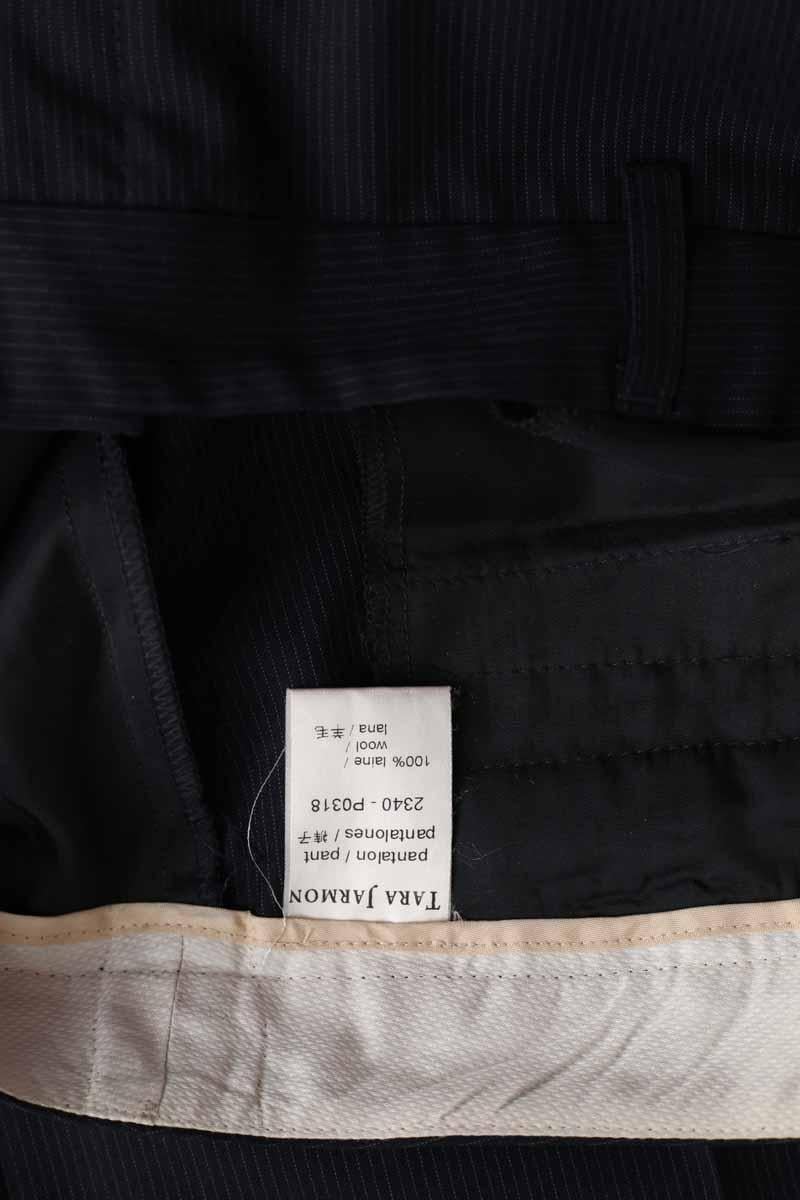 TARA JARMON
pantalon / pant
pantalones / 裤子
2340 - P0318
100% laine /
wool /
lana / 羊毛